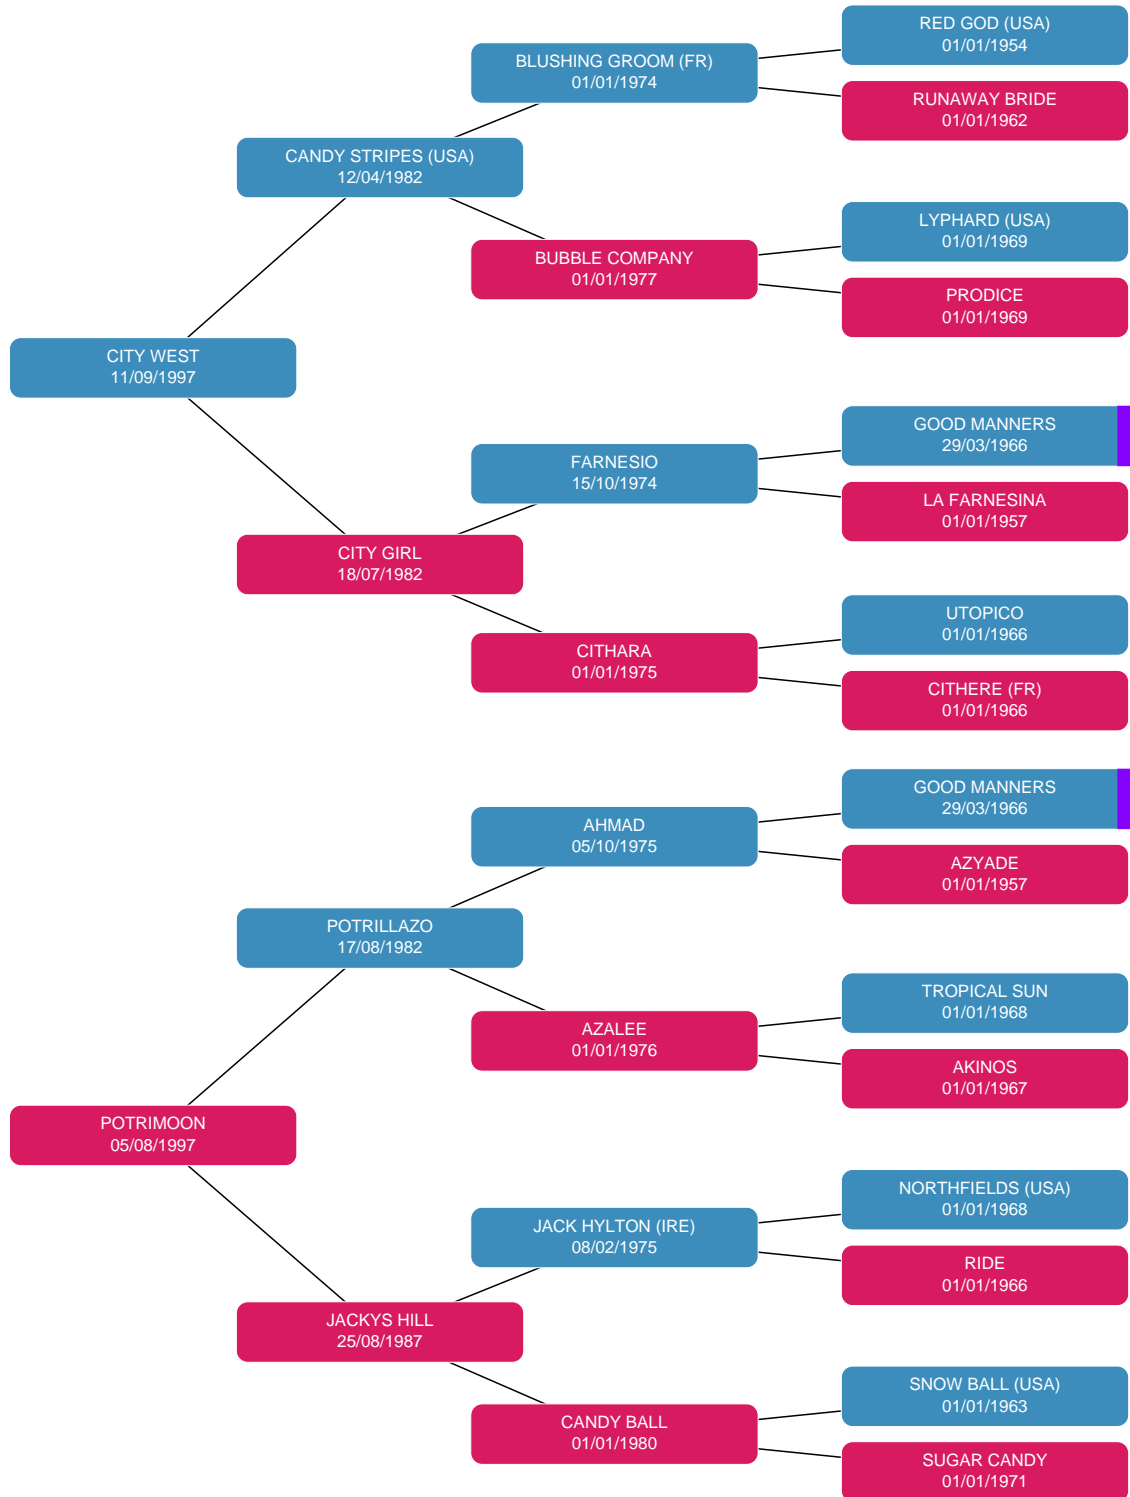 RED GOD (USA)
01/01/1954
BLUSHING GROOM (FR)
01/01/1974
RUNAWAY BRIDE
01/01/1962
CANDY STRIPES (USA)
12/04/1982
LYPHARD (USA)
01/01/1969
BUBBLE COMPANY
01/01/1977
PRODICE
01/01/1969
CITY WEST
11/09/1997
GOOD MANNERS
29/03/1966
FARNESIO
15/10/1974
LA FARNESINA
01/01/1957
CITY GIRL
18/07/1982
UTOPICO
01/01/1966
CITHARA
01/01/1975
CITHERE (FR)
01/01/1966
GOOD MANNERS
29/03/1966
AHMAD
05/10/1975
AZYADE
01/01/1957
POTRILLAZO
17/08/1982
TROPICAL SUN
01/01/1968
AZALEE
01/01/1976
AKINOS
01/01/1967
POTRIMOON
05/08/1997
NORTHFIELDS (USA)
01/01/1968
JACK HYLTON (IRE)
08/02/1975
RIDE
01/01/1966
JACKYS HILL
25/08/1987
SNOW BALL (USA)
01/01/1963
CANDY BALL
01/01/1980
SUGAR CANDY
01/01/1971